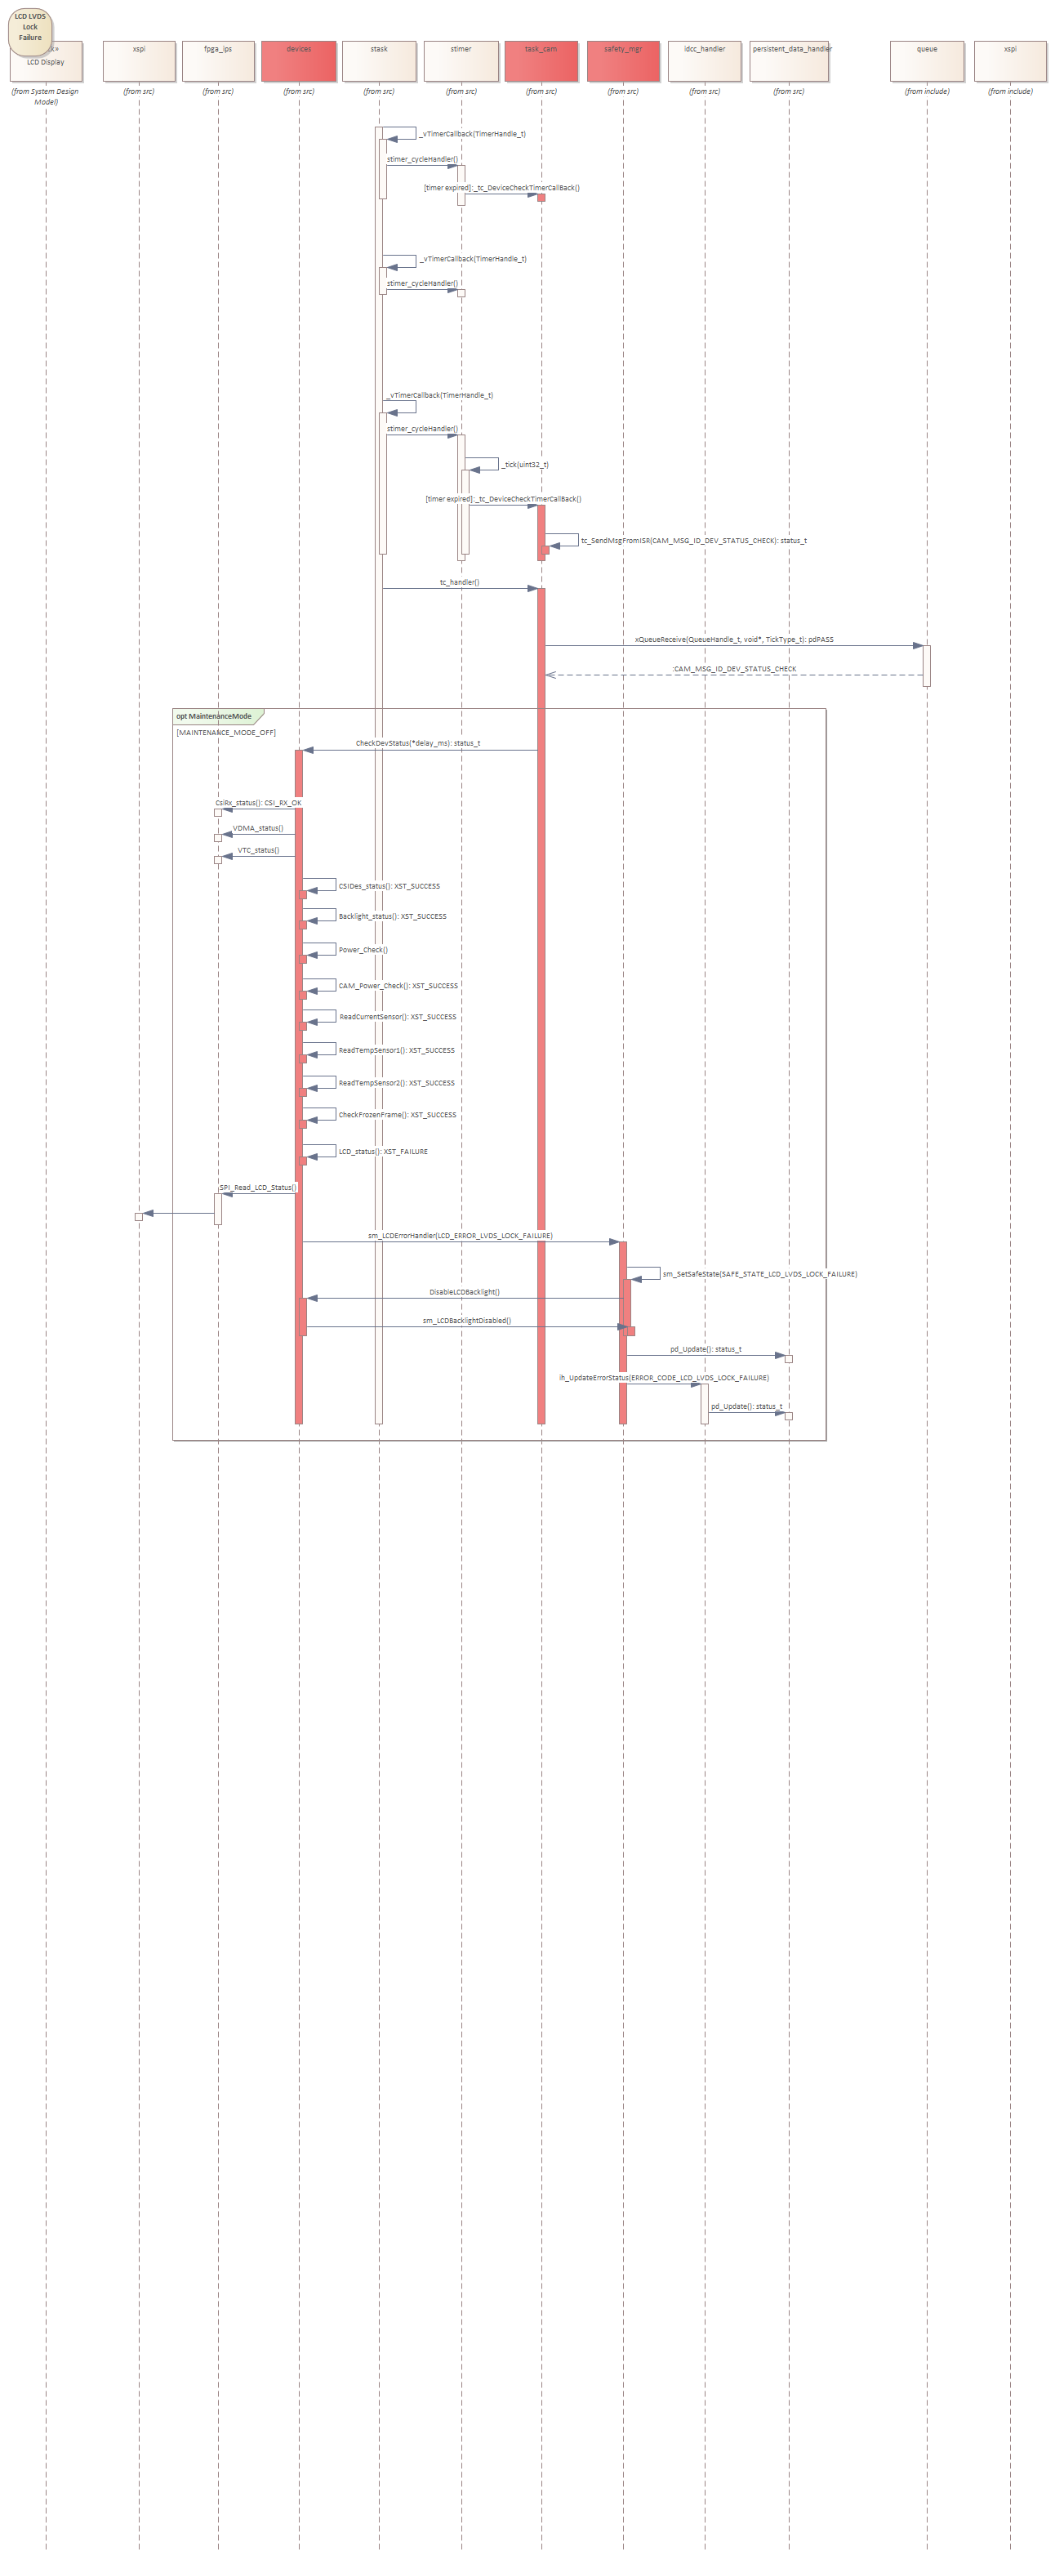 LCD LVDS
Lock
Failure
LCD Display
xspi
fpga_ips
devices
stask
stimer
task_cam
safety_mgr
idcc_handler
persistent_data_handler
queue
xspi
(from System Design
Model)
(from src)
(from src)
(from src)
(from src)
(from src)
(from src)
(from src)
(from src)
(from src)
(from include)
(from include)
_vTimerCallback(TimerHandle_t)
stimer_cycleHandler()
[timer expired]:_tc_DeviceCheckTimerCallBack()
_vTimerCallback(TimerHandle_t)
stimer_cycleHandler()
_vTimerCallback(TimerHandle_t)
stimer_cycleHandler()
_tick(uint32_t)
[timer expired]:_tc_DeviceCheckTimerCallBack()
tc_SendMsgFromISR(CAM_MSG_ID_DEV_STATUS_CHECK): status_t
tc_handler()
xQueueReceive(QueueHandle_t, void*, TickType_t): pdPASS
:CAM_MSG_ID_DEV_STATUS_CHECK
opt MaintenanceMode
[MAINTENANCE_MODE_OFF]
CheckDevStatus(*delay_ms): status_t
CsiRx_status(): CSI_RX_OK
VDMA_status()
VTC_status()
CSIDes_status(): XST_SUCCESS
Backlight_status(): XST_SUCCESS
Power_Check()
CAM_Power_Check(): XST_SUCCESS
ReadCurrentSensor(): XST_SUCCESS
ReadTempSensor1(): XST_SUCCESS
ReadTempSensor2(): XST_SUCCESS
CheckFrozenFrame(): XST_SUCCESS
LCD_status(): XST_FAILURE
SPI_Read_LCD_Status()
sm_LCDErrorHandler(LCD_ERROR_LVDS_LOCK_FAILURE)
sm_SetSafeState(SAFE_STATE_LCD_LVDS_LOCK_FAILURE)
DisableLCDBacklight()
sm_LCDBacklightDisabled()
pd_Update(): status_t
ih_UpdateErrorStatus(ERROR_CODE_LCD_LVDS_LOCK_FAILURE)
pd_Update(): status_t